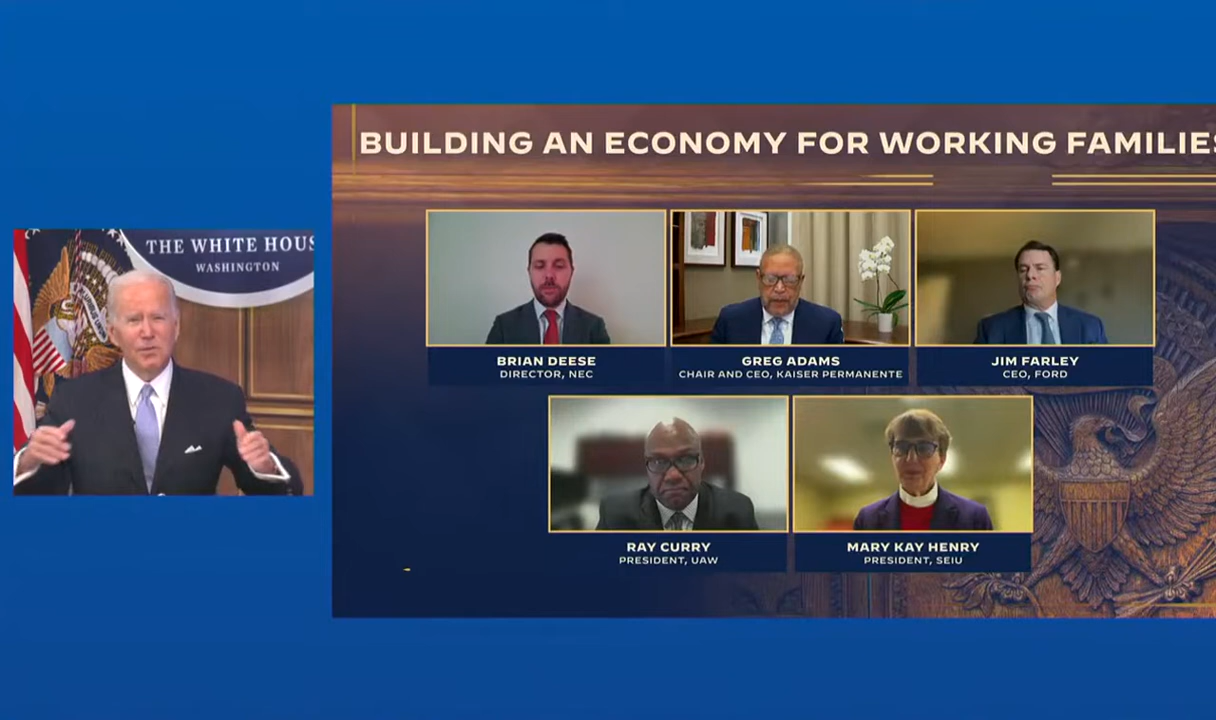 THE WHITE HOUS
WASHINGTON
BUILDING AN ECONOMY FOR WORKING FAMILIES
BRIAN DEESE
DIRECTOR, NEC
GREG ADAMS
CHAIR AND CEO, KAISER PERMANENTE
JIM FARLEY
CEO, FORD
RAY CURRY
PRESIDENT, UAW
MARY KAY HENRY
PRESIDENT, SEIU